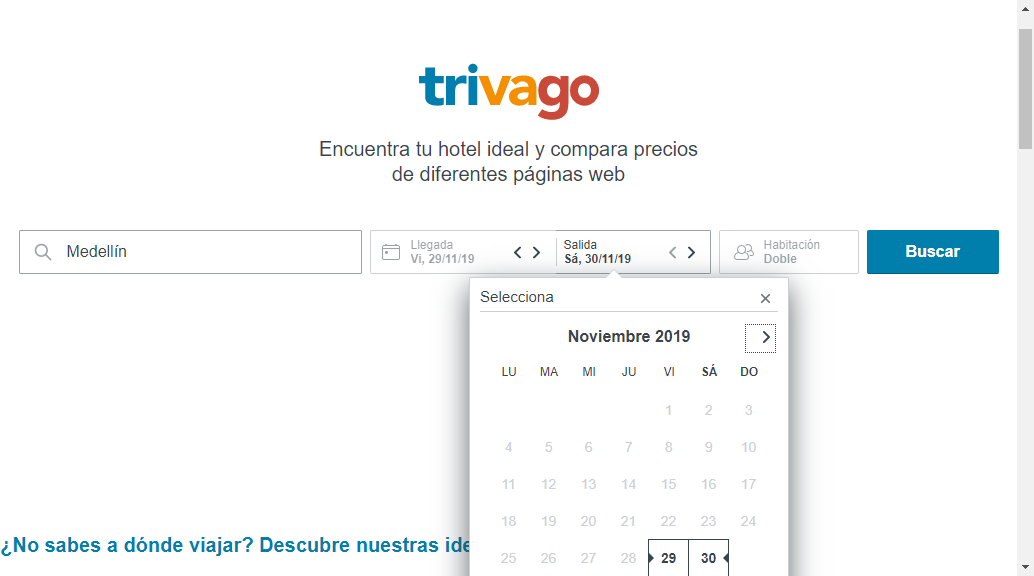 trivago
Encuentra tu hotel ideal y compara precios
de diferentes páginas web
Medellín
Llegada
Vi, 29/11/19
Salida
Sá, 30/11/19
Habitación
Doble
Buscar
Selecciona
Noviembre 2019
LU MA MI JU VI SÁ DO
1 2 3
4 5 6 7 8 9 10
11 12 13 14 15 16 17
18 19 20 21 22 23 24
25 26 27 28 29 30
¿No sabes a dónde viajar? Descubre nuestras ide